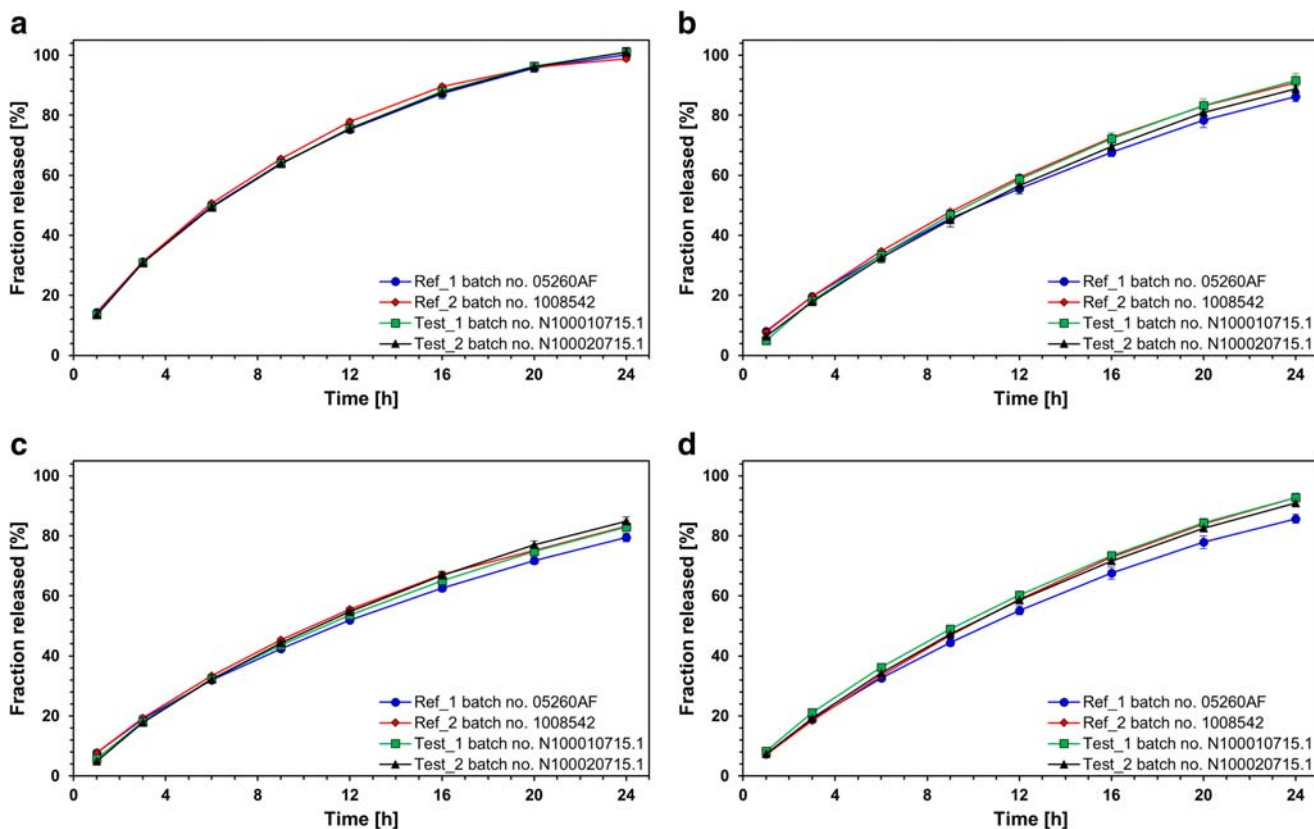 a
Fraction released [%]
100
80
60
40
20
0
Ref_1 batch no. 05260AF
Ref_2 batch no. 1008542
Test_1 batch no. N100010715.1
Test_2 batch no. N100020715.1
0 4 8 12 16 20 24
Time [h]
b
Fraction released [%]
100
80
60
40
20
0
Ref_1 batch no. 05260AF
Ref_2 batch no. 1008542
Test_1 batch no. N100010715.1
Test_2 batch no. N100020715.1
0 4 8 12 16 20 24
Time [h]
c
Fraction released [%]
100
80
60
40
20
0
Ref_1 batch no. 05260AF
Ref_2 batch no. 1008542
Test_1 batch no. N100010715.1
Test_2 batch no. N100020715.1
0 4 8 12 16 20 24
Time [h]
d
Fraction released [%]
100
80
60
40
20
0
Ref_1 batch no. 05260AF
Ref_2 batch no. 1008542
Test_1 batch no. N100010715.1
Test_2 batch no. N100020715.1
0 4 8 12 16 20 24
Time [h]